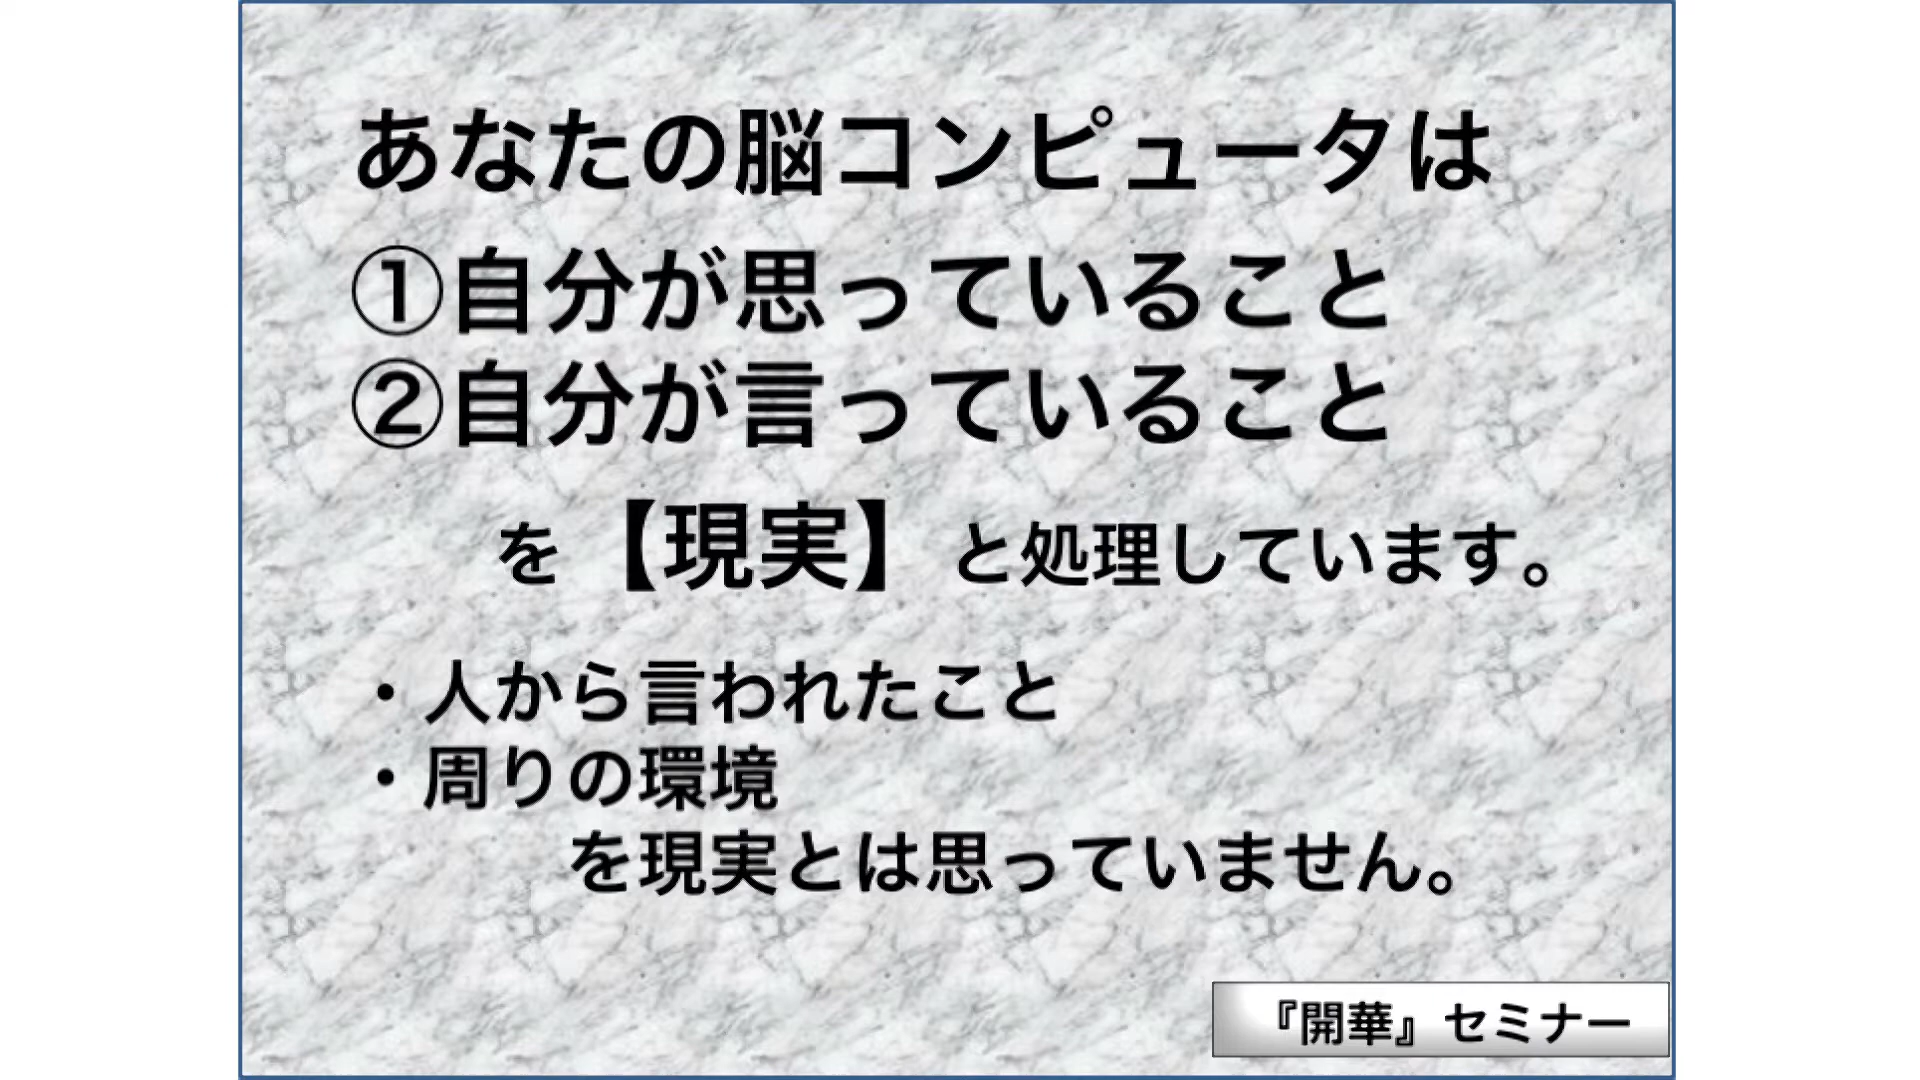 あなたの脳コンピュータは
①自分が思っていること
②自分が言っていること
を【現実】と処理しています。
・人から言われたこと
・周りの環境
を現実とは思っていません。
『開華』セミナー